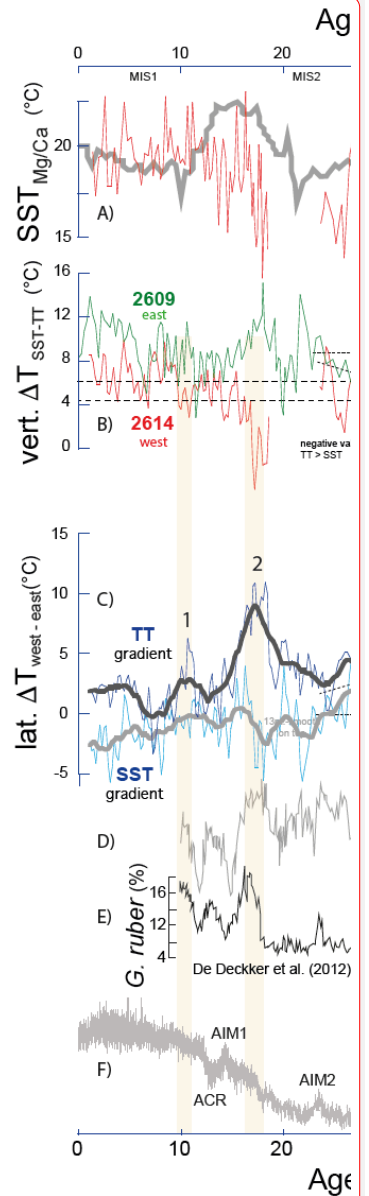 Ag
0 20
MIS1 10 MIS2
SST Mg/Ca (°C)
20
15
A)
vert. ΔT SST-TT (°C)
16
12
8
4
0
2609
east
2614
west
B)
negative va
TT > SST
lat. ΔT west - east (°C)
15
10
5
0
-5
C)
1
2
TT
gradient
SST
gradient
D)
E)
G. ruber (%)
16
12
4
De Deckker et al. (2012)
AIM1
F)
ACR
AIM2
0 10 20
Age